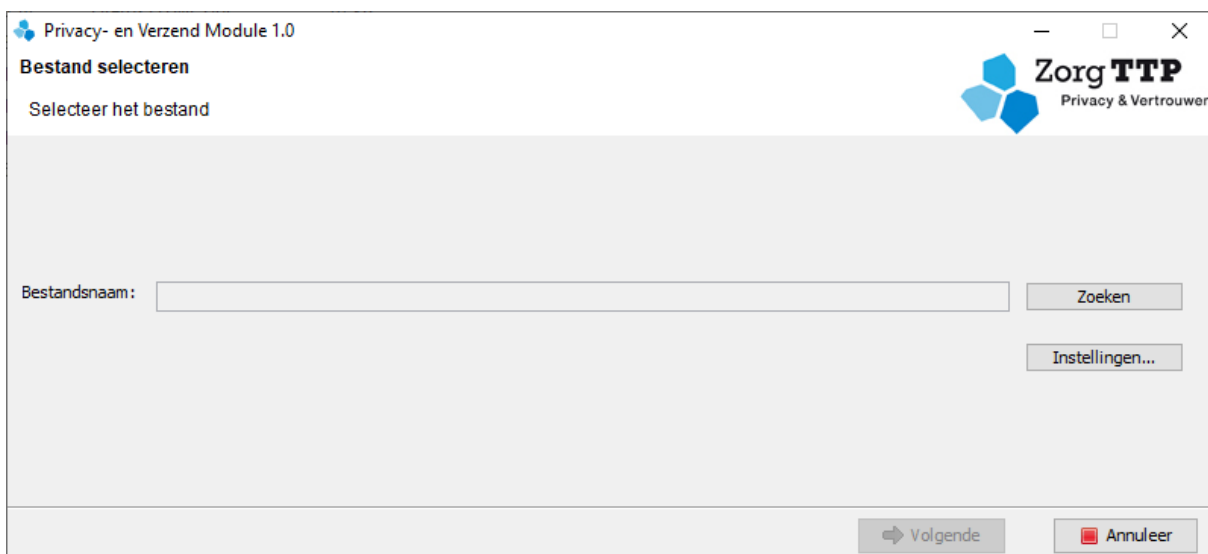 Privacy- en Verzend Module 1.0
Bestand selecteren
Selecteer het bestand
Zorg TTP
Privacy & Vertrouwen
Bestandsnaam:
Zoeken
Instellingen...
Volgende
Annuleer